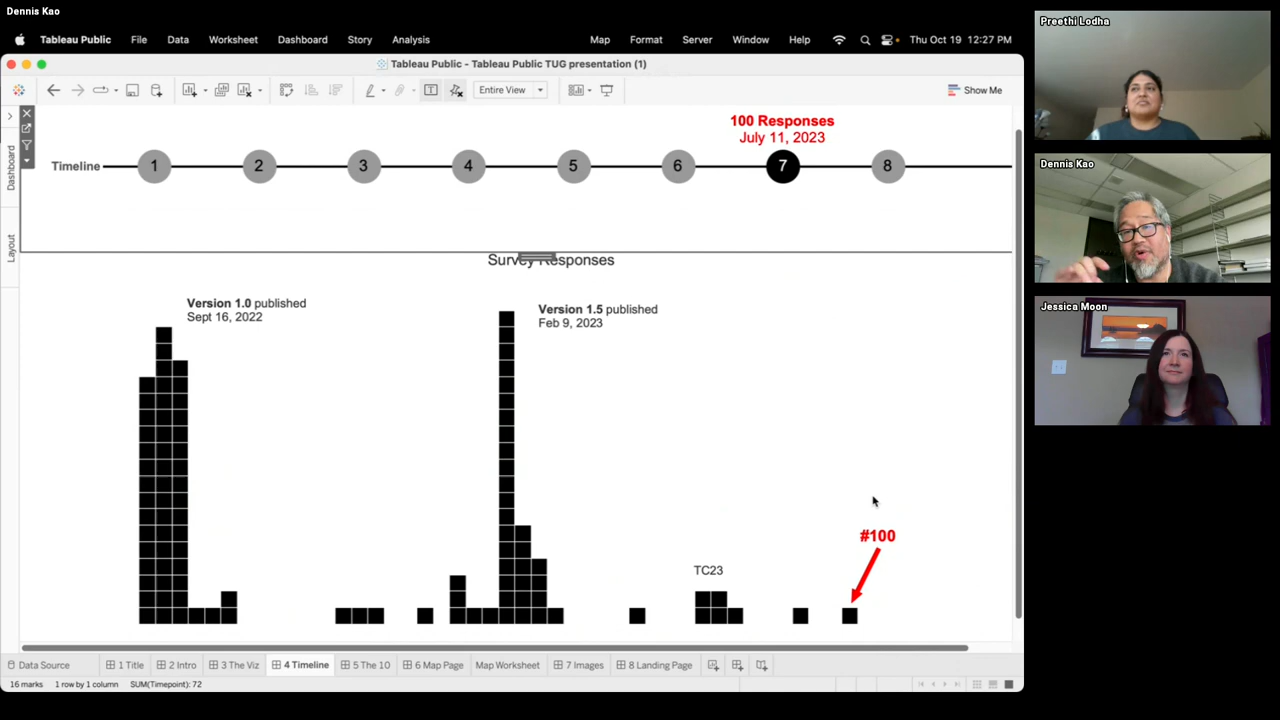 Dennis Kao
Tableau Public File Data Worksheet Dashboard Story Analysis Map Format Server Window Help Thu Oct 19 12:27 PM
Tableau Public - Tableau Public TUG presentation (1)
Entire View Show Me
Dashboard
Layout
100 Responses
July 11, 2023
Timeline 1 2 3 4 5 6 7 8
Survey Responses
Version 1.0 published
Sept 16, 2022
Version 1.5 published
Feb 9, 2023
#100
TC23
Data Source 1 Title 2 Intro 3 The Viz 4 Timeline 5 The 10 6 Map Page Map Worksheet 7 Images 8 Landing Page
16 marks 1 row by 1 column SUM(Timepoint): 72
Preethi Lodha
Dennis Kao
Jessica Moon